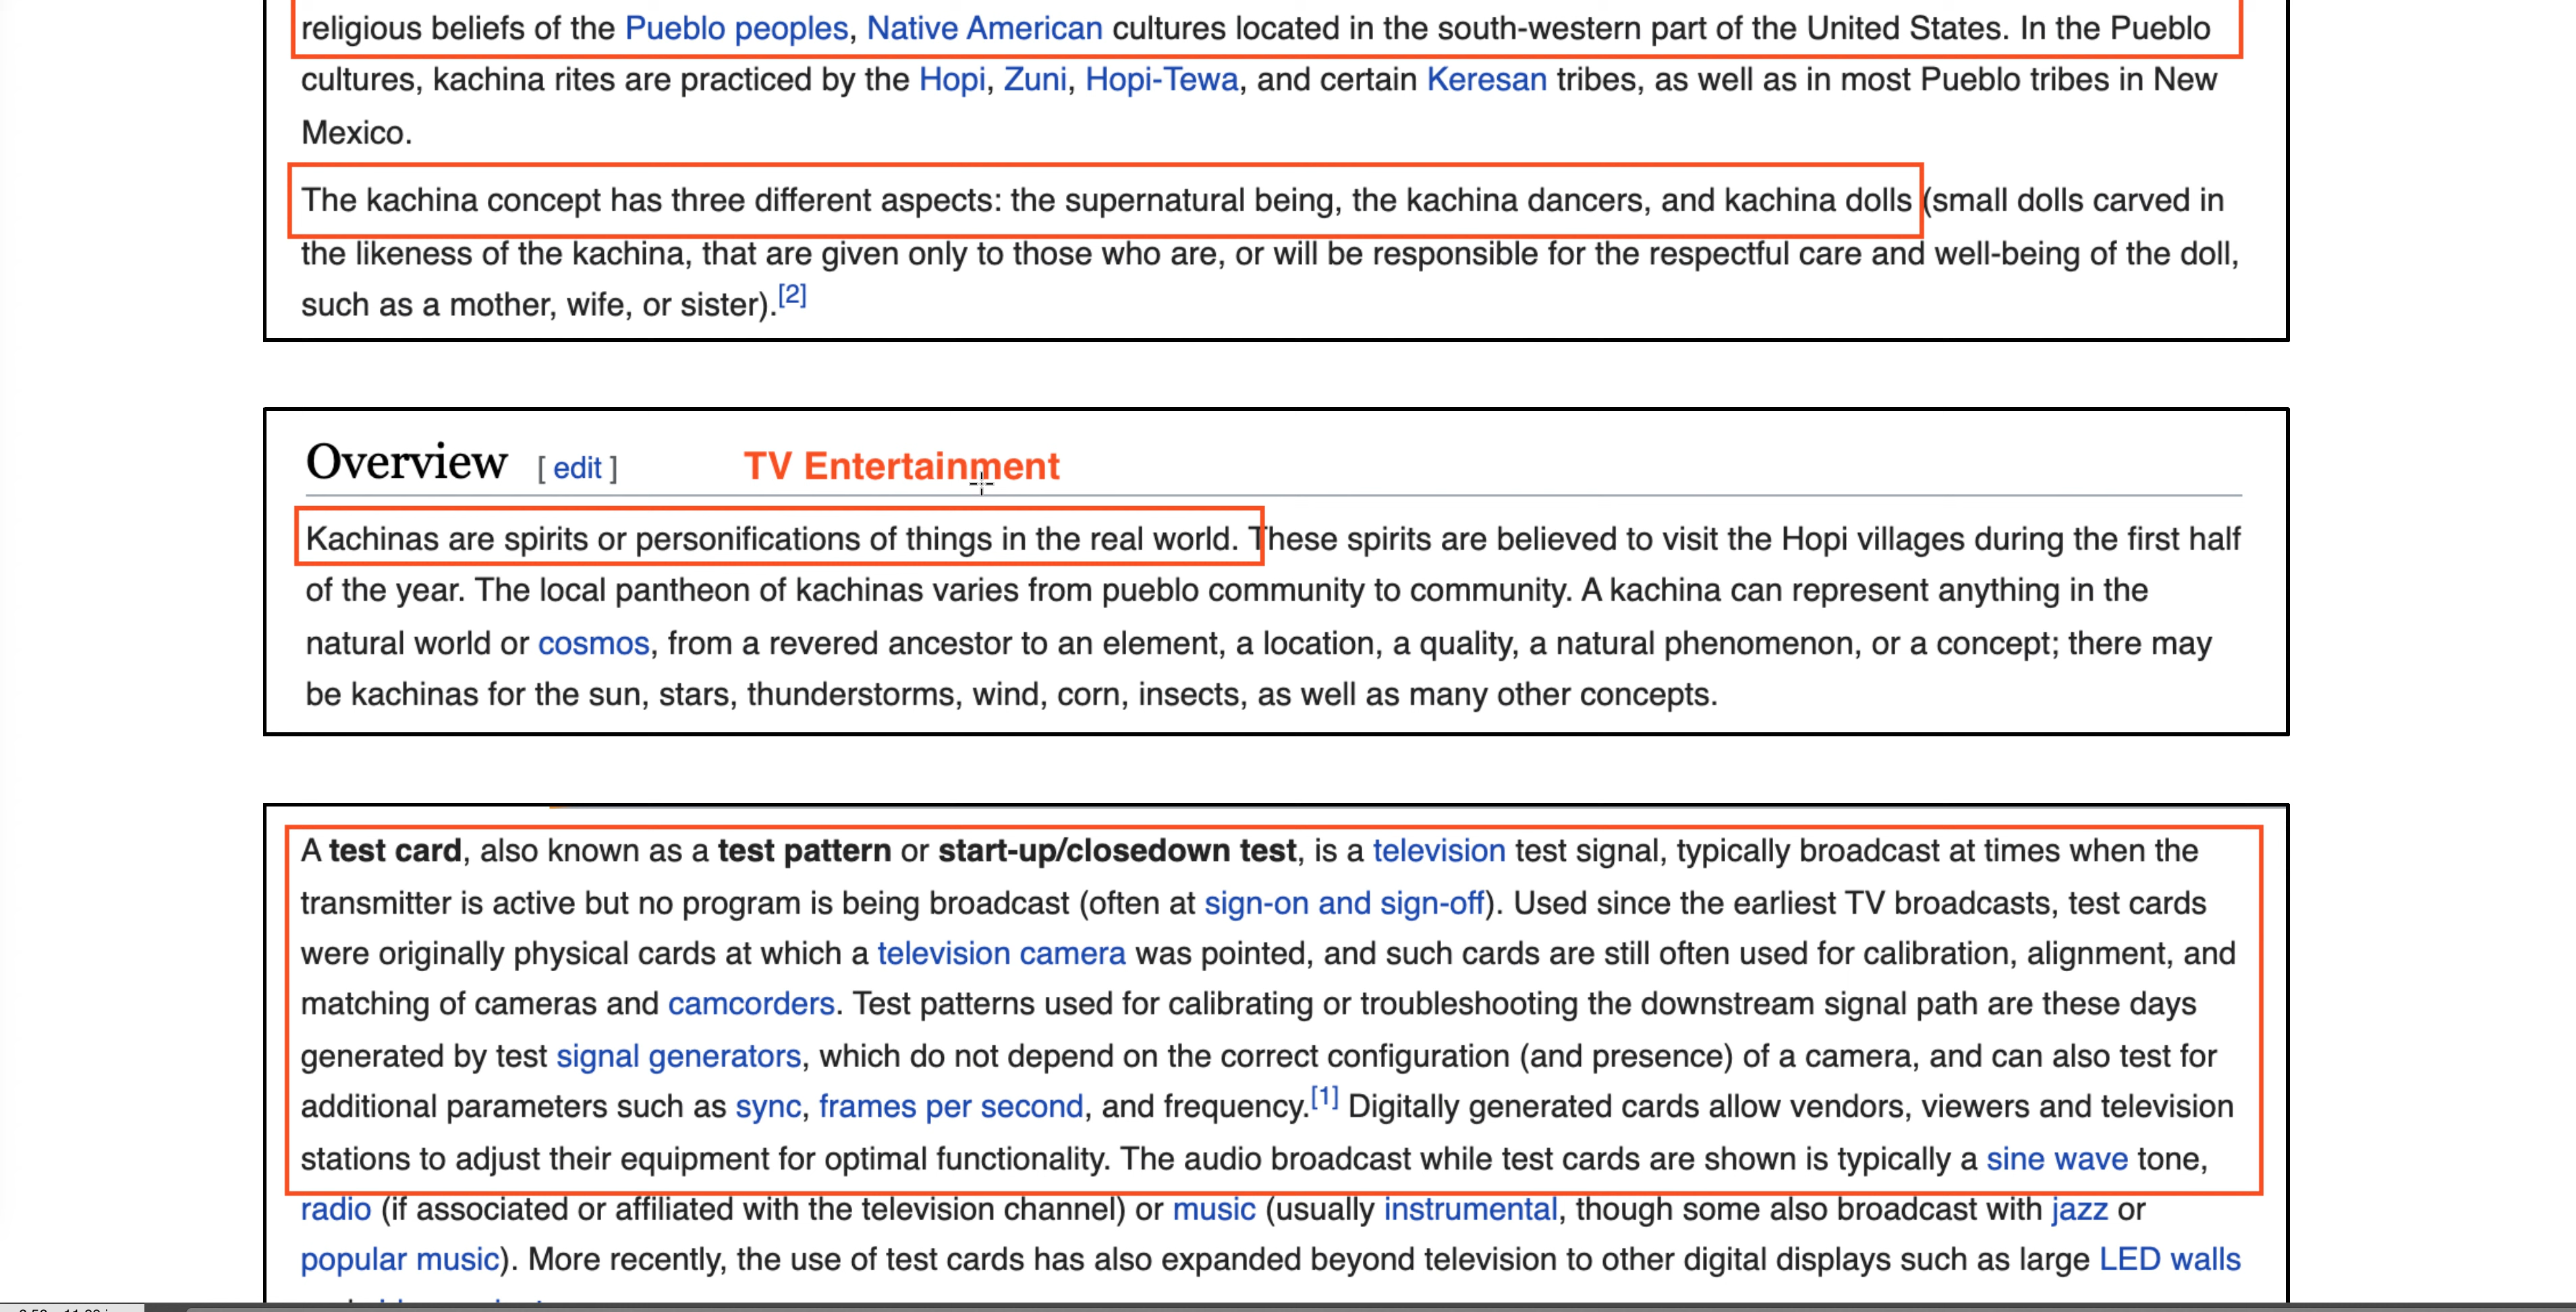 religious beliefs of the Pueblo peoples, Native American cultures located in the south-western part of the United States. In the Pueblo
cultures, kachina rites are practiced by the Hopi, Zuni, Hopi-Tewa, and certain Keresan tribes, as well as in most Pueblo tribes in New
Mexico.
The kachina concept has three different aspects: the supernatural being, the kachina dancers, and kachina dolls (small dolls carved in
the likeness of the kachina, that are given only to those who are, or will be responsible for the respectful care and well-being of the doll,
such as a mother, wife, or sister).[2]
Overview [ edit ] TV Entertainment
Kachinas are spirits or personifications of things in the real world. These spirits are believed to visit the Hopi villages during the first half
of the year. The local pantheon of kachinas varies from pueblo community to community. A kachina can represent anything in the
natural world or cosmos, from a revered ancestor to an element, a location, a quality, a natural phenomenon, or a concept; there may
be kachinas for the sun, stars, thunderstorms, wind, corn, insects, as well as many other concepts.
A test card, also known as a test pattern or start-up/closedown test, is a television test signal, typically broadcast at times when the
transmitter is active but no program is being broadcast (often at sign-on and sign-off). Used since the earliest TV broadcasts, test cards
were originally physical cards at which a television camera was pointed, and such cards are still often used for calibration, alignment, and
matching of cameras and camcorders. Test patterns used for calibrating or troubleshooting the downstream signal path are these days
generated by test signal generators, which do not depend on the correct configuration (and presence) of a camera, and can also test for
additional parameters such as sync, frames per second, and frequency.[1] Digitally generated cards allow vendors, viewers and television
stations to adjust their equipment for optimal functionality. The audio broadcast while test cards are shown is typically a sine wave tone,
radio (if associated or affiliated with the television channel) or music (usually instrumental, though some also broadcast with jazz or
popular music). More recently, the use of test cards has also expanded beyond television to other digital displays such as large LED walls